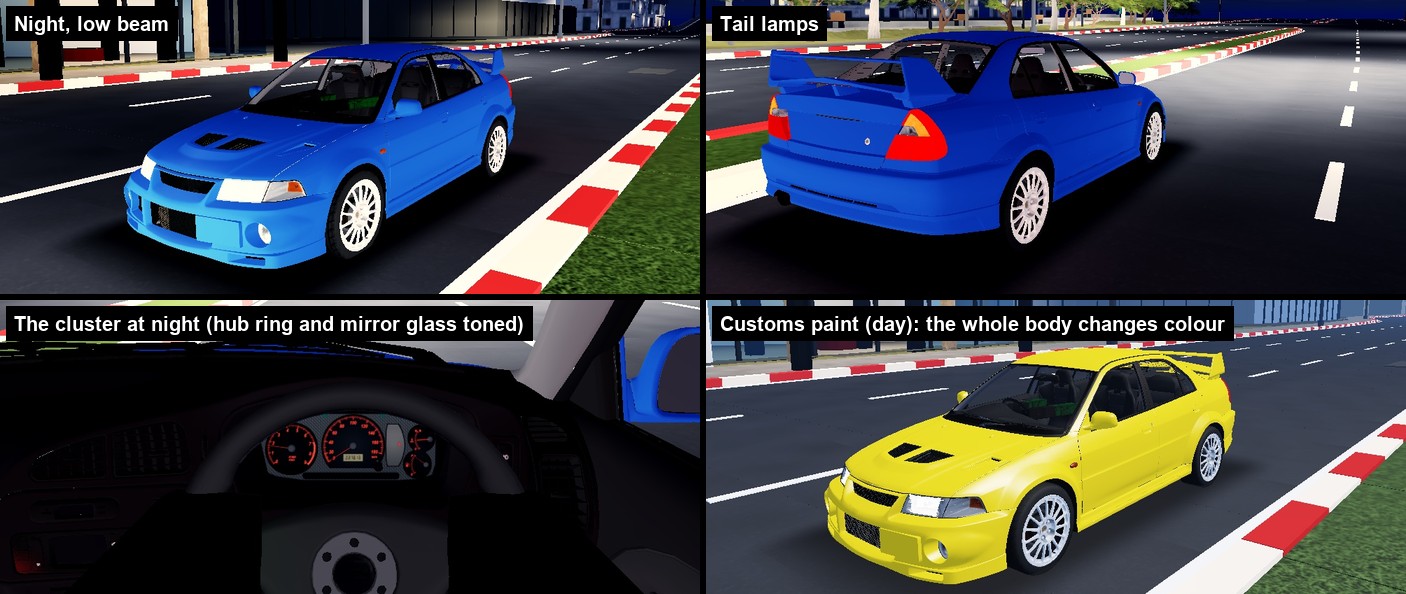 Night, low beam
Tail lamps
The cluster at night (hub ring and mirror glass toned)
Customs paint (day): the whole body changes colour